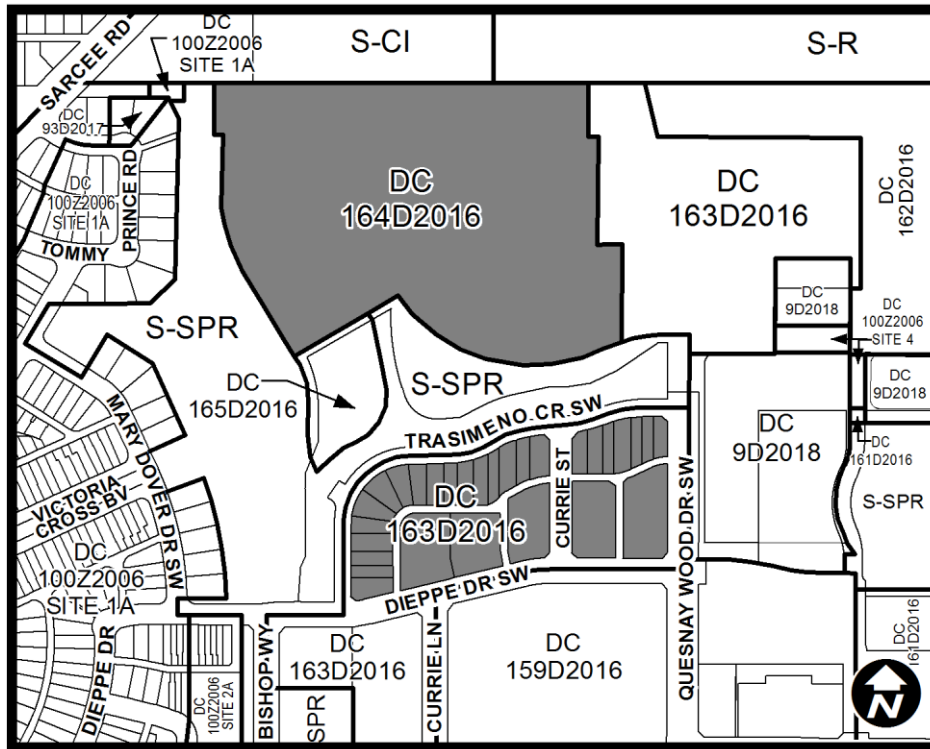 DC
100Z2006
SITE 1A
S-CI
S-R
SARCEE RD
DC
93D2017
DC
100Z2006
SITE 1A
PRINCE RD
TOMMY
DC
164D2016
DC
163D2016
DC
162D2016
DC
9D2018
DC
100Z2006
SITE 4
S-SPR
DC
165D2016
S-SPR
TRASIMENO CR SW
DC
9D2018
DC
9D2018
DC
161D2016
S-SPR
MARY DOVER DR SW
VICTORIA
CROSS BV
DC
163D2016
CURRIE ST
QUESNAY WOOD DR SW
DIEPPE DR SW
DC
100Z2006
SITE 1A
DIEPPE DR
DC
100Z2006
SITE 2A
BISHOP WY
DC
163D2016
SPR
CURRIE LN
DC
159D2016
DC
161D2016
N